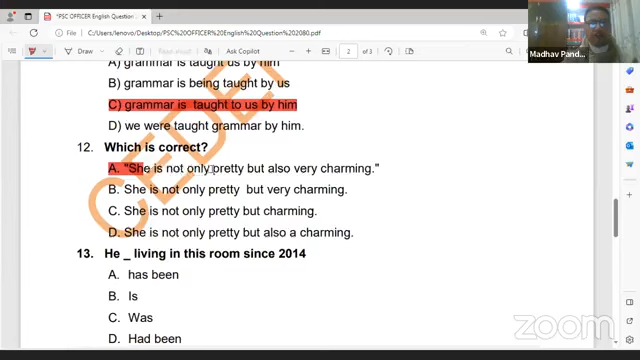 *PSC OFFICER English Question 2080.pdf
C:/Users/lenovo/Desktop/PSC%20OFFICER%20English%20Question%202080.pdf
Ask Copilot
2 of 3
Madhav Pand...
A) grammar is taught us by him
B) grammar is being taught by us
C) grammar is taught to us by him
D) we were taught grammar by him.
12. Which is correct?
A. "She is not only pretty but also very charming."
B. She is not only pretty but very charming.
C. She is not only pretty but charming.
D. She is not only pretty but also a charming.
13. He _ living in this room since 2014
A. has been
B. Is
C. Was
D. Had been
zoom